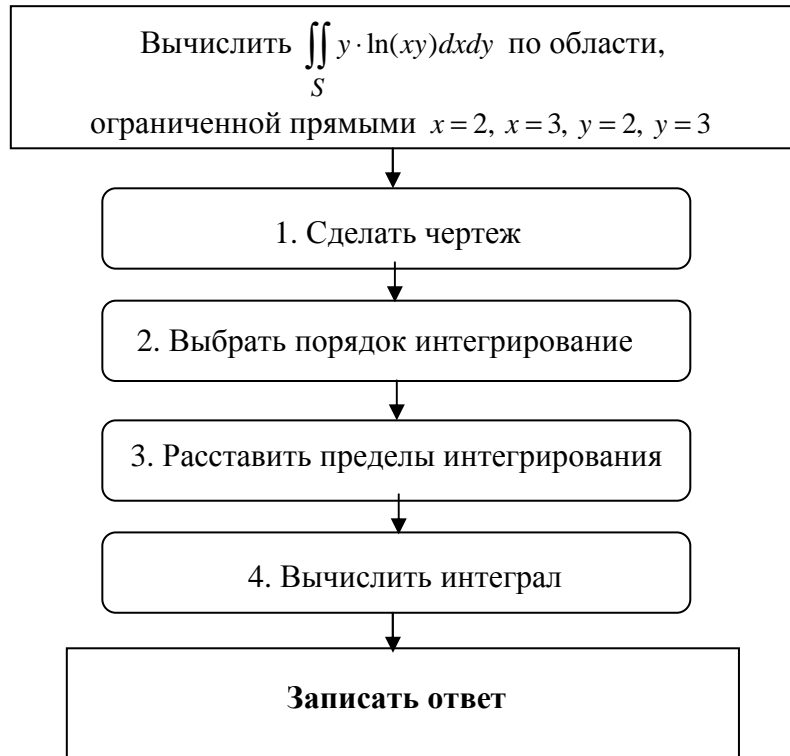 Вычислить ∬ y · ln(xy)dxdy по области,
S
ограниченной прямыми x = 2, x = 3, y = 2, y = 3
1. Сделать чертеж
2. Выбрать порядок интегрирование
3. Расставить пределы интегрирования
4. Вычислить интеграл
Записать ответ